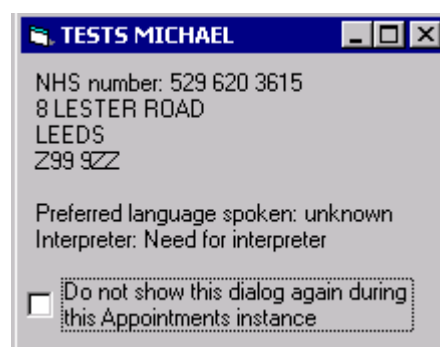 TESTS MICHAEL
NHS number: 529 620 3615
8 LESTER ROAD
LEEDS
Z99 9ZZ
Preferred language spoken: unknown
Interpreter: Need for interpreter
Do not show this dialog again during
this Appointments instance